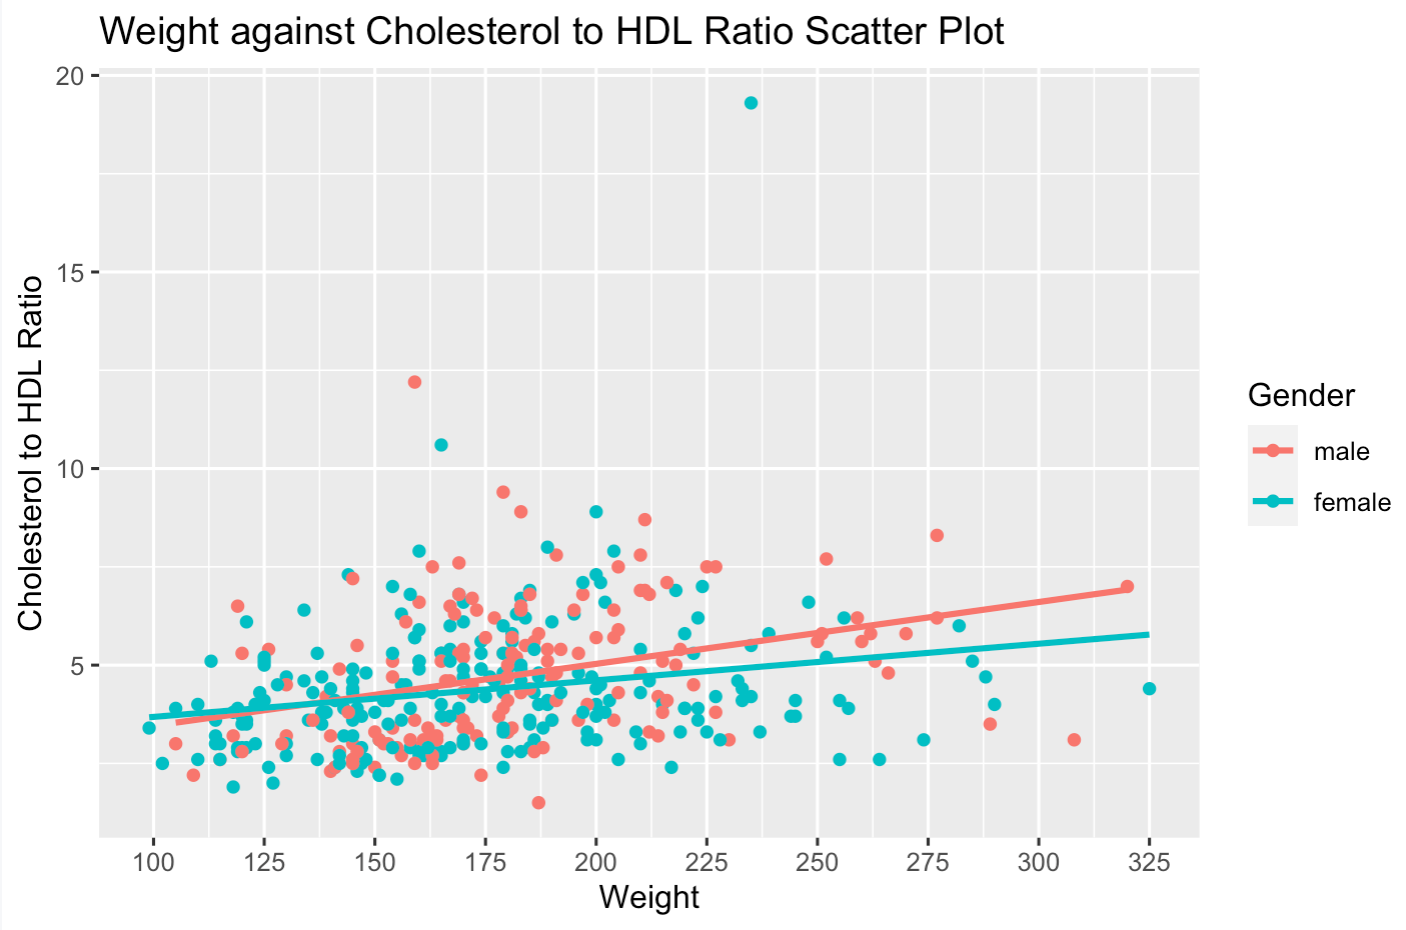 Weight against Cholesterol to HDL Ratio Scatter Plot
Cholesterol to HDL Ratio
20
15
10
5
100 125 150 175 200 225 250 275 300 325
Weight
Gender
male
female